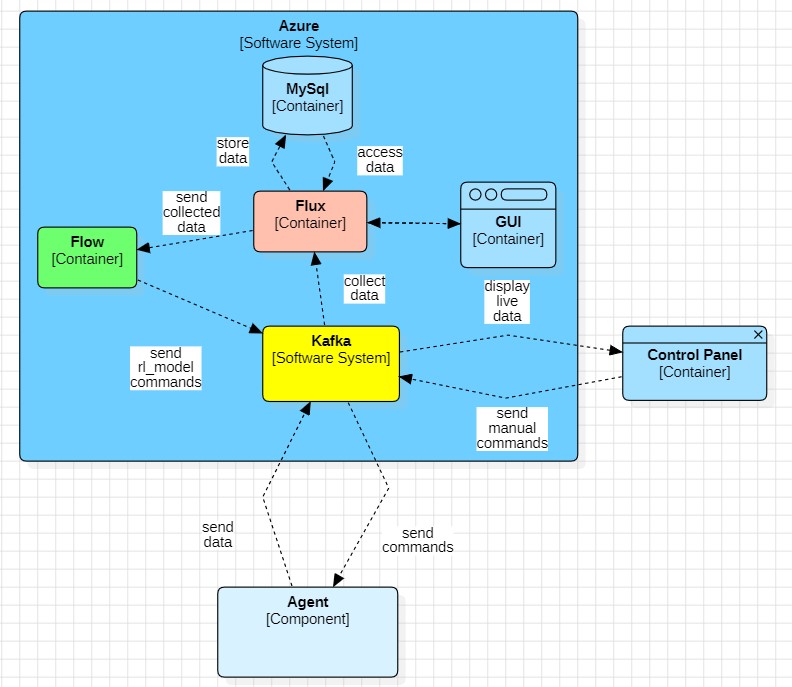 Azure
[Software System]
MySql
[Container]
store
data
access
data
send
collected
data
Flux
[Container]
GUI
[Container]
Flow
[Container]
collect
data
display
live
data
Kafka
[Software System]
Control Panel
[Container]
send
rl_model
commands
send
manual
commands
send
data
send
commands
Agent
[Component]